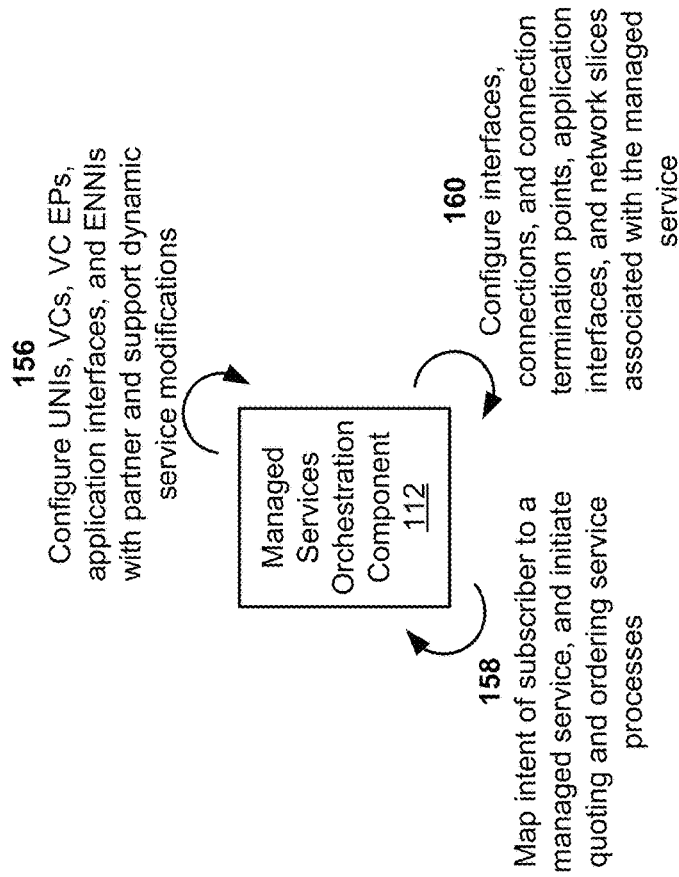 156
Configure UNIs, VCs, VC EPs,
application interfaces, and ENNIs
with partner and support dynamic
service modifications
Managed
Services
Orchestration
Component
112
158
Map intent of subscriber to a
managed service, and initiate
quoting and ordering service
processes
160
Configure interfaces,
connections, and connection
termination points, application
interfaces, and network slices
associated with the managed
service